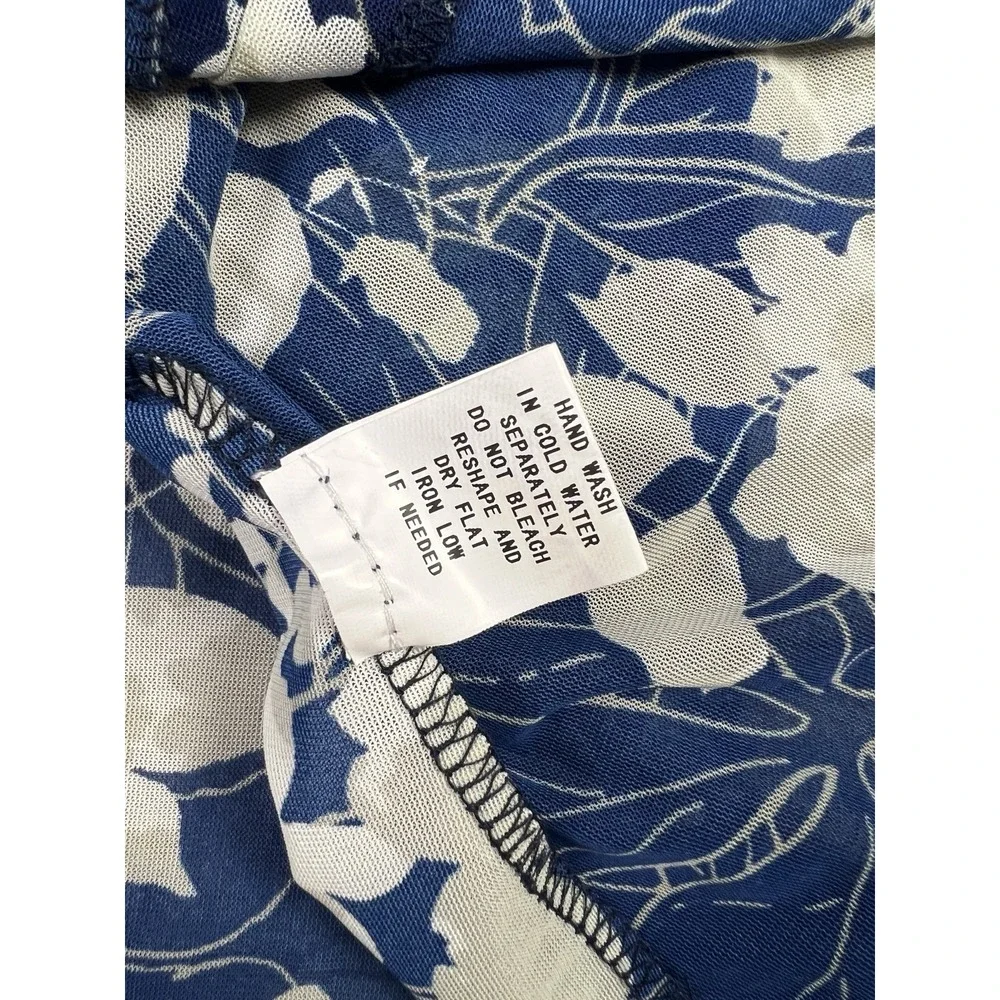 HAND WASH
IN COLD WATER
SEPARATELY
DO NOT BLEACH
RESHAPE AND
DRY FLAT
IRON LOW
IF NEEDED